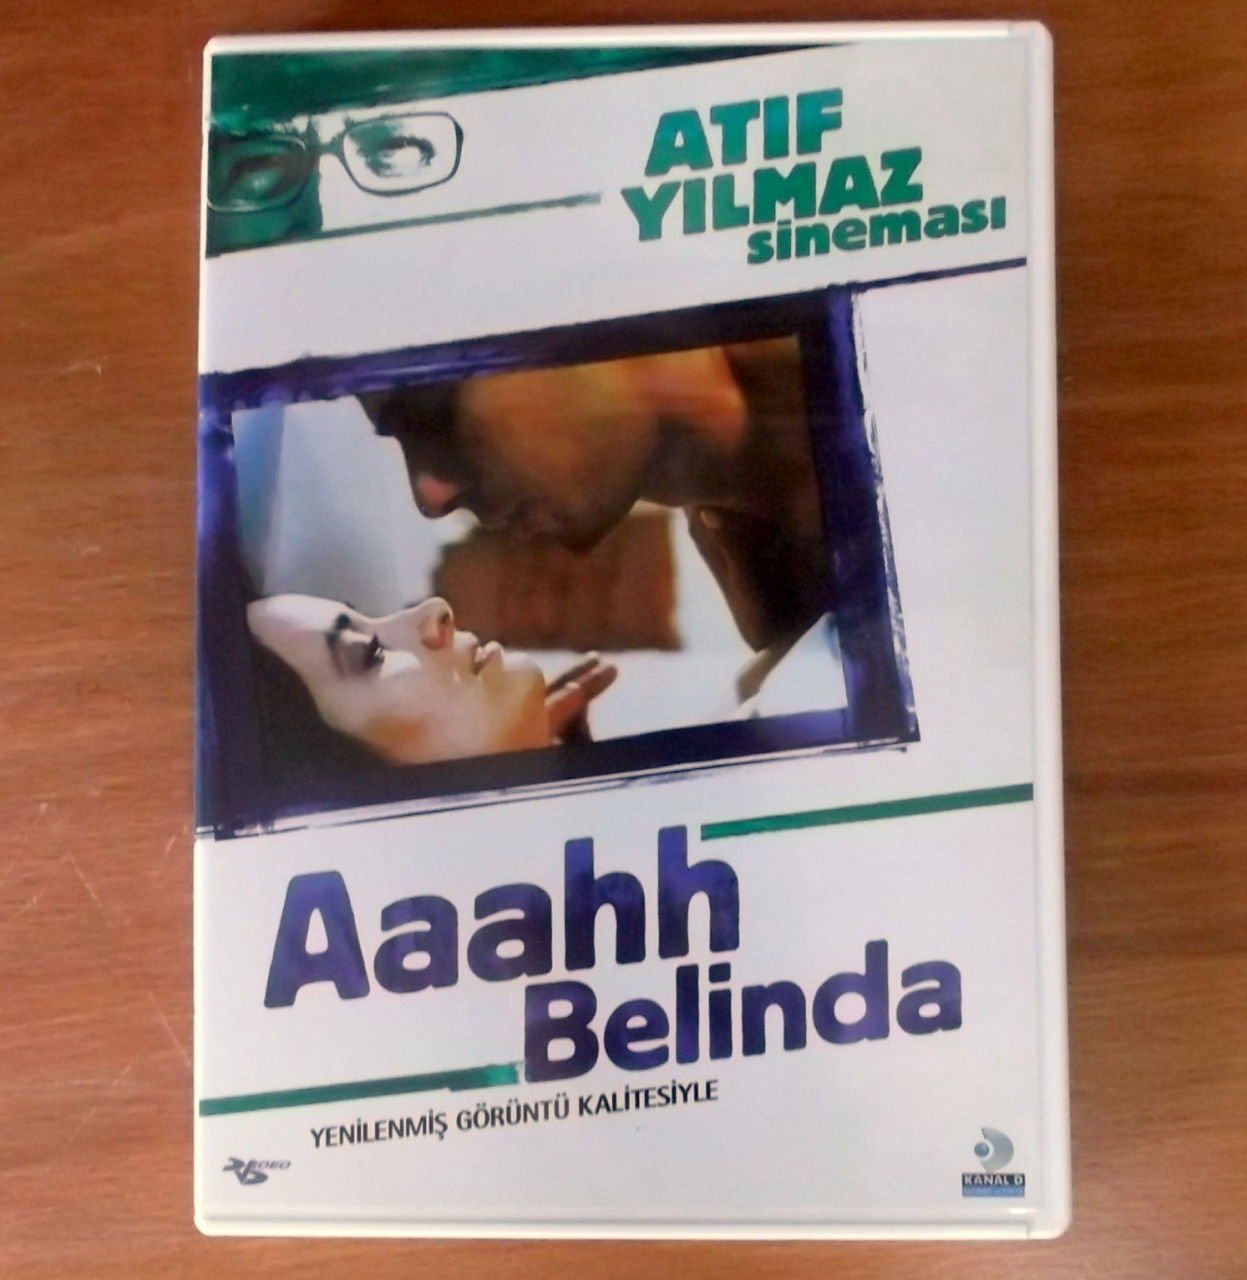 ATIF
YILMAZ
sineması
Aaahh
Belinda
YENİLENMİŞ GÖRÜNTÜ KALİTESİYLE
KANAL D